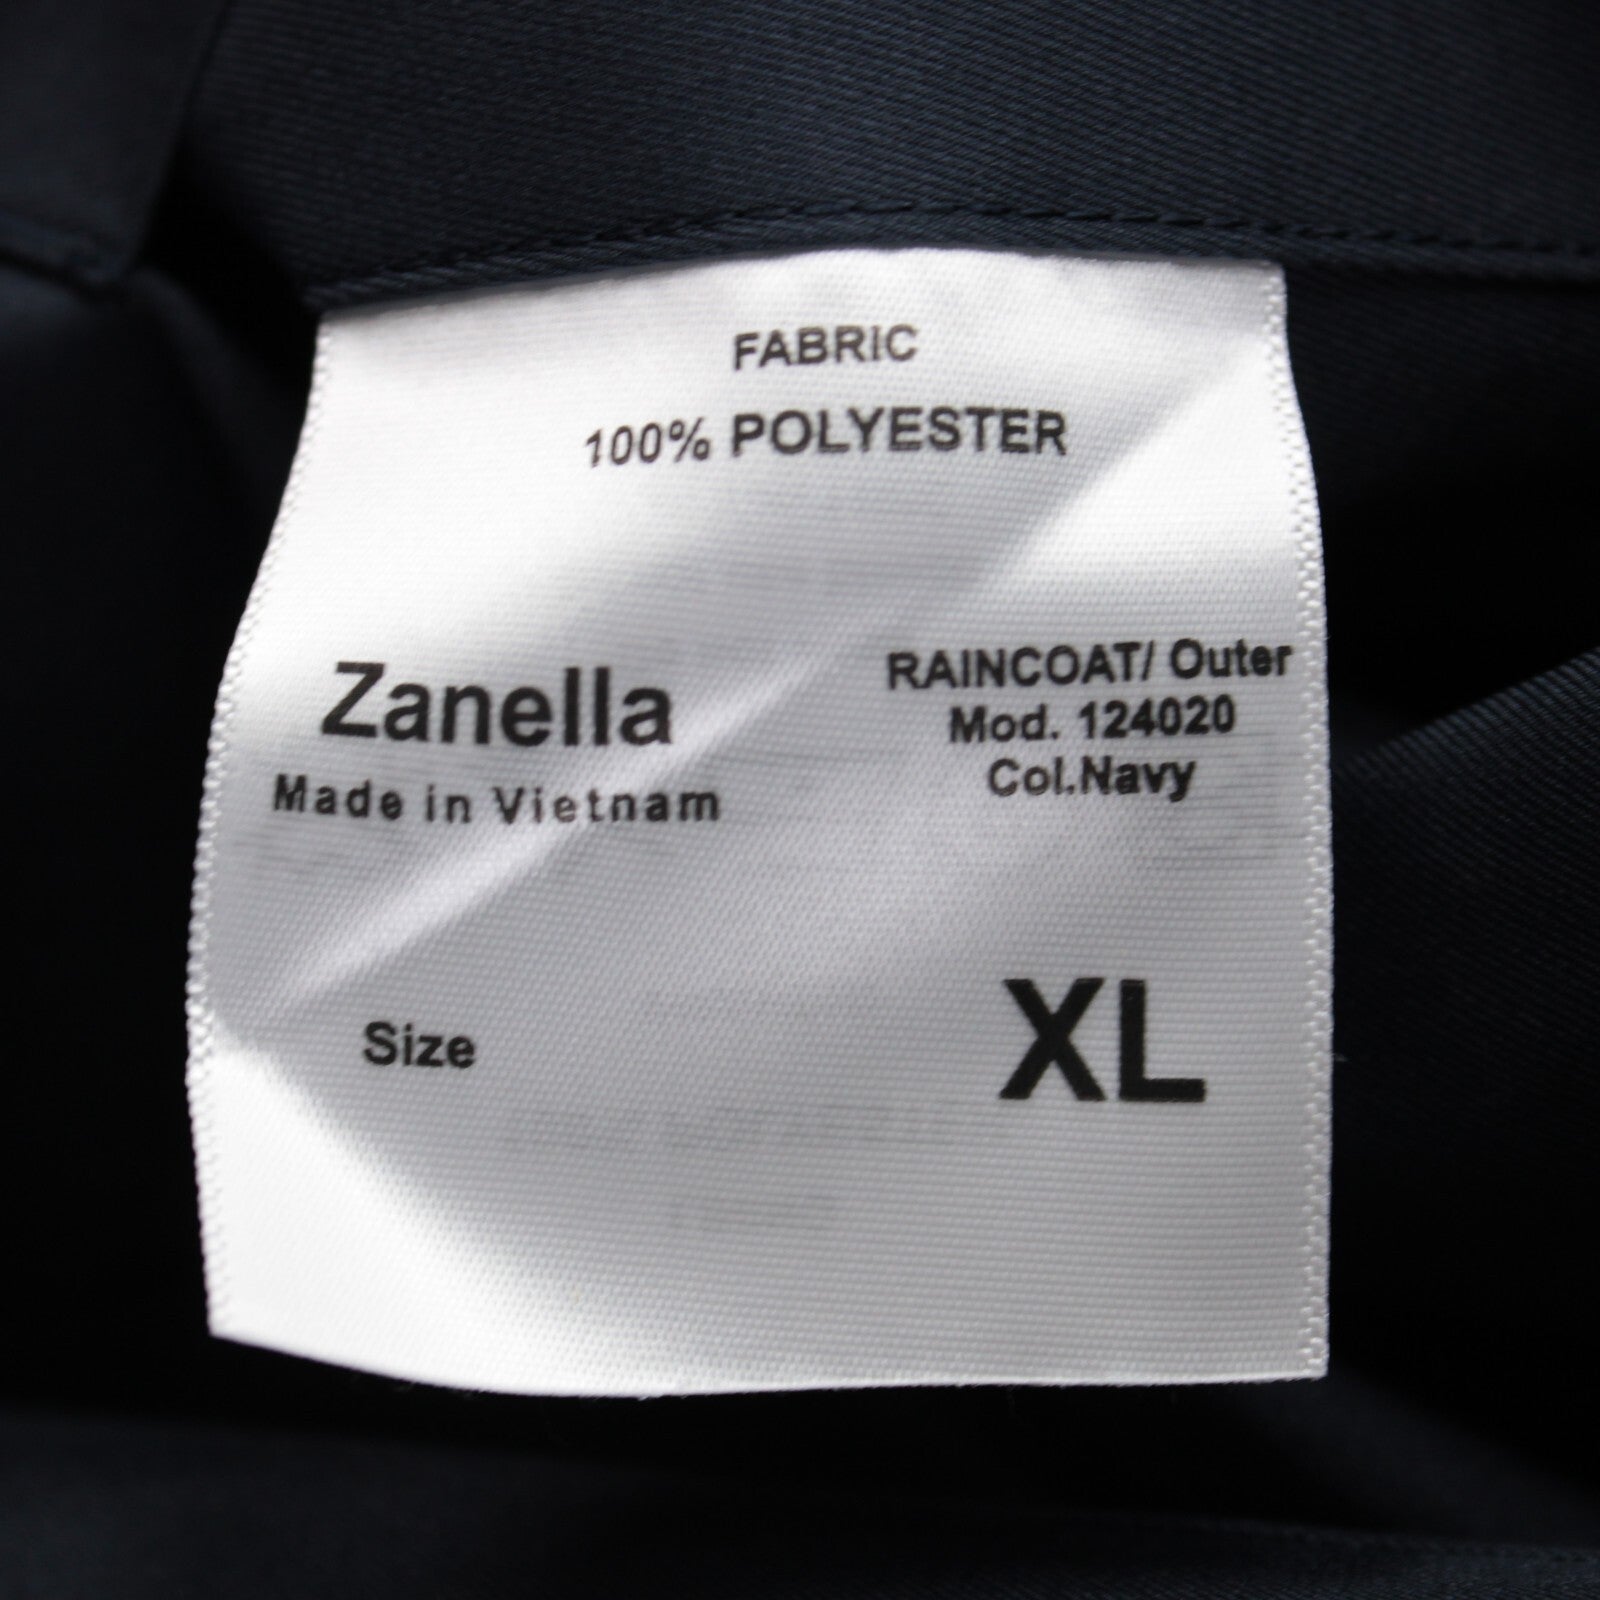 FABRIC
100% POLYESTER
Zanella
Made in Vietnam
RAINCOAT/ Outer
Mod. 124020
Col.Navy
Size XL